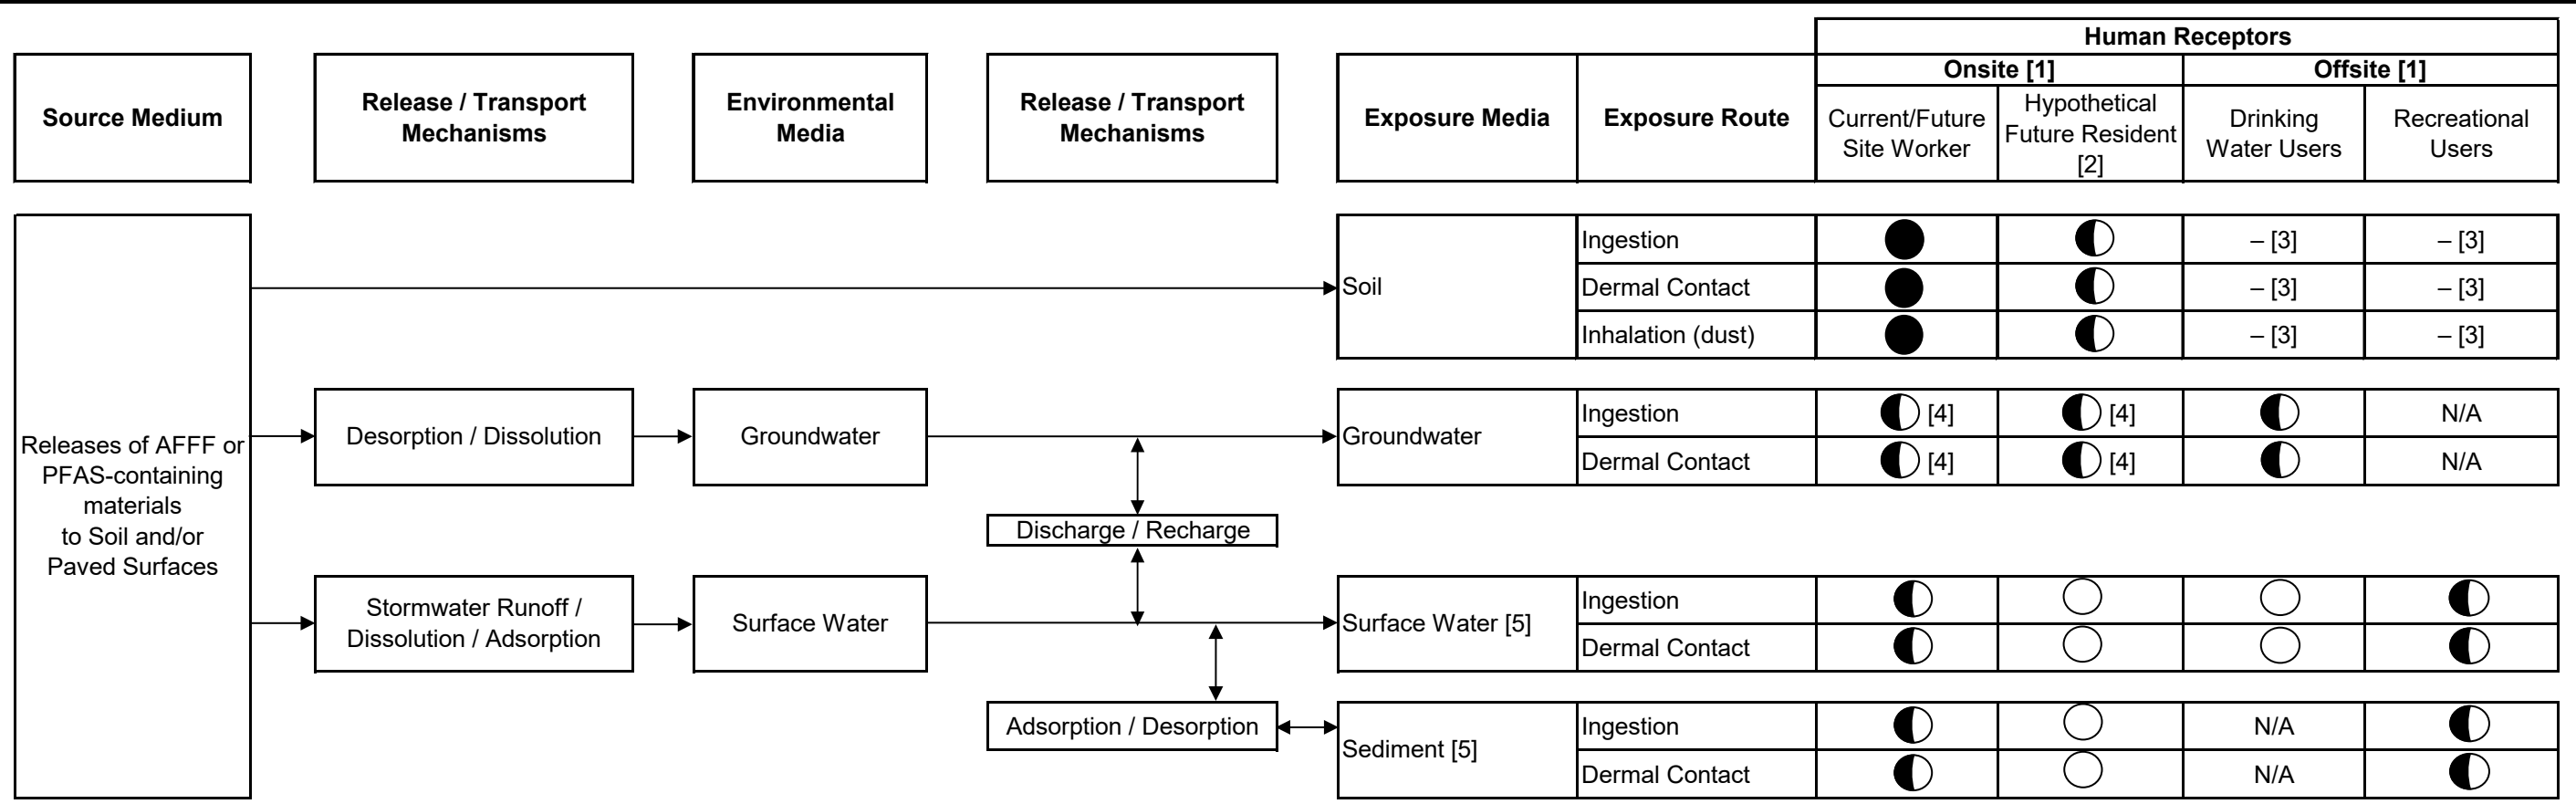 Human Receptors
Onsite [1]
Offsite [1]
Source Medium
Release / Transport
Mechanisms
Environmental
Media
Release / Transport
Mechanisms
Exposure Media
Exposure Route
Current/Future
Site Worker
Hypothetical
Future Resident
[2]
Drinking
Water Users
Recreational
Users
Releases of AFFF or
PFAS-containing
materials
to Soil and/or
Paved Surfaces
Soil
Ingestion
– [3]
– [3]
Dermal Contact
– [3]
– [3]
Inhalation (dust)
– [3]
– [3]
Desorption / Dissolution
Groundwater
Groundwater
Ingestion
[4]
[4]
N/A
Dermal Contact
[4]
[4]
N/A
Discharge / Recharge
Stormwater Runoff /
Dissolution / Adsorption
Surface Water
Surface Water [5]
Ingestion
Dermal Contact
Adsorption / Desorption
Sediment [5]
Ingestion
N/A
Dermal Contact
N/A